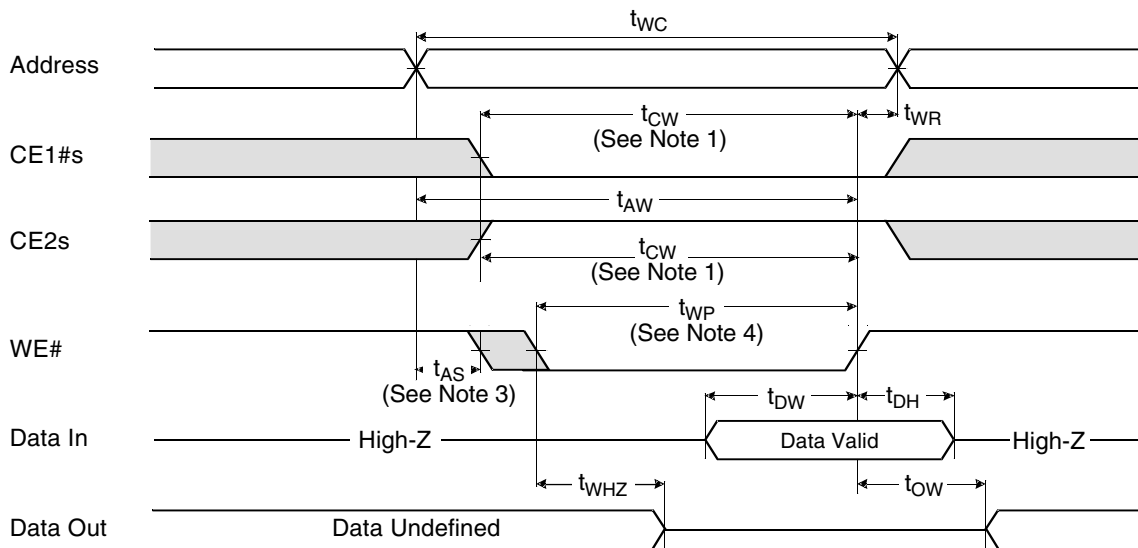 tWC
Address
tCW
(See Note 1)
tWR
CE1#s
tAW
CE2s
tCW
(See Note 1)
tWP
(See Note 4)
WE#
tAS
(See Note 3)
tDW
tDH
Data In
High-Z
Data Valid
High-Z
tWHZ
tOW
Data Out
Data Undefined